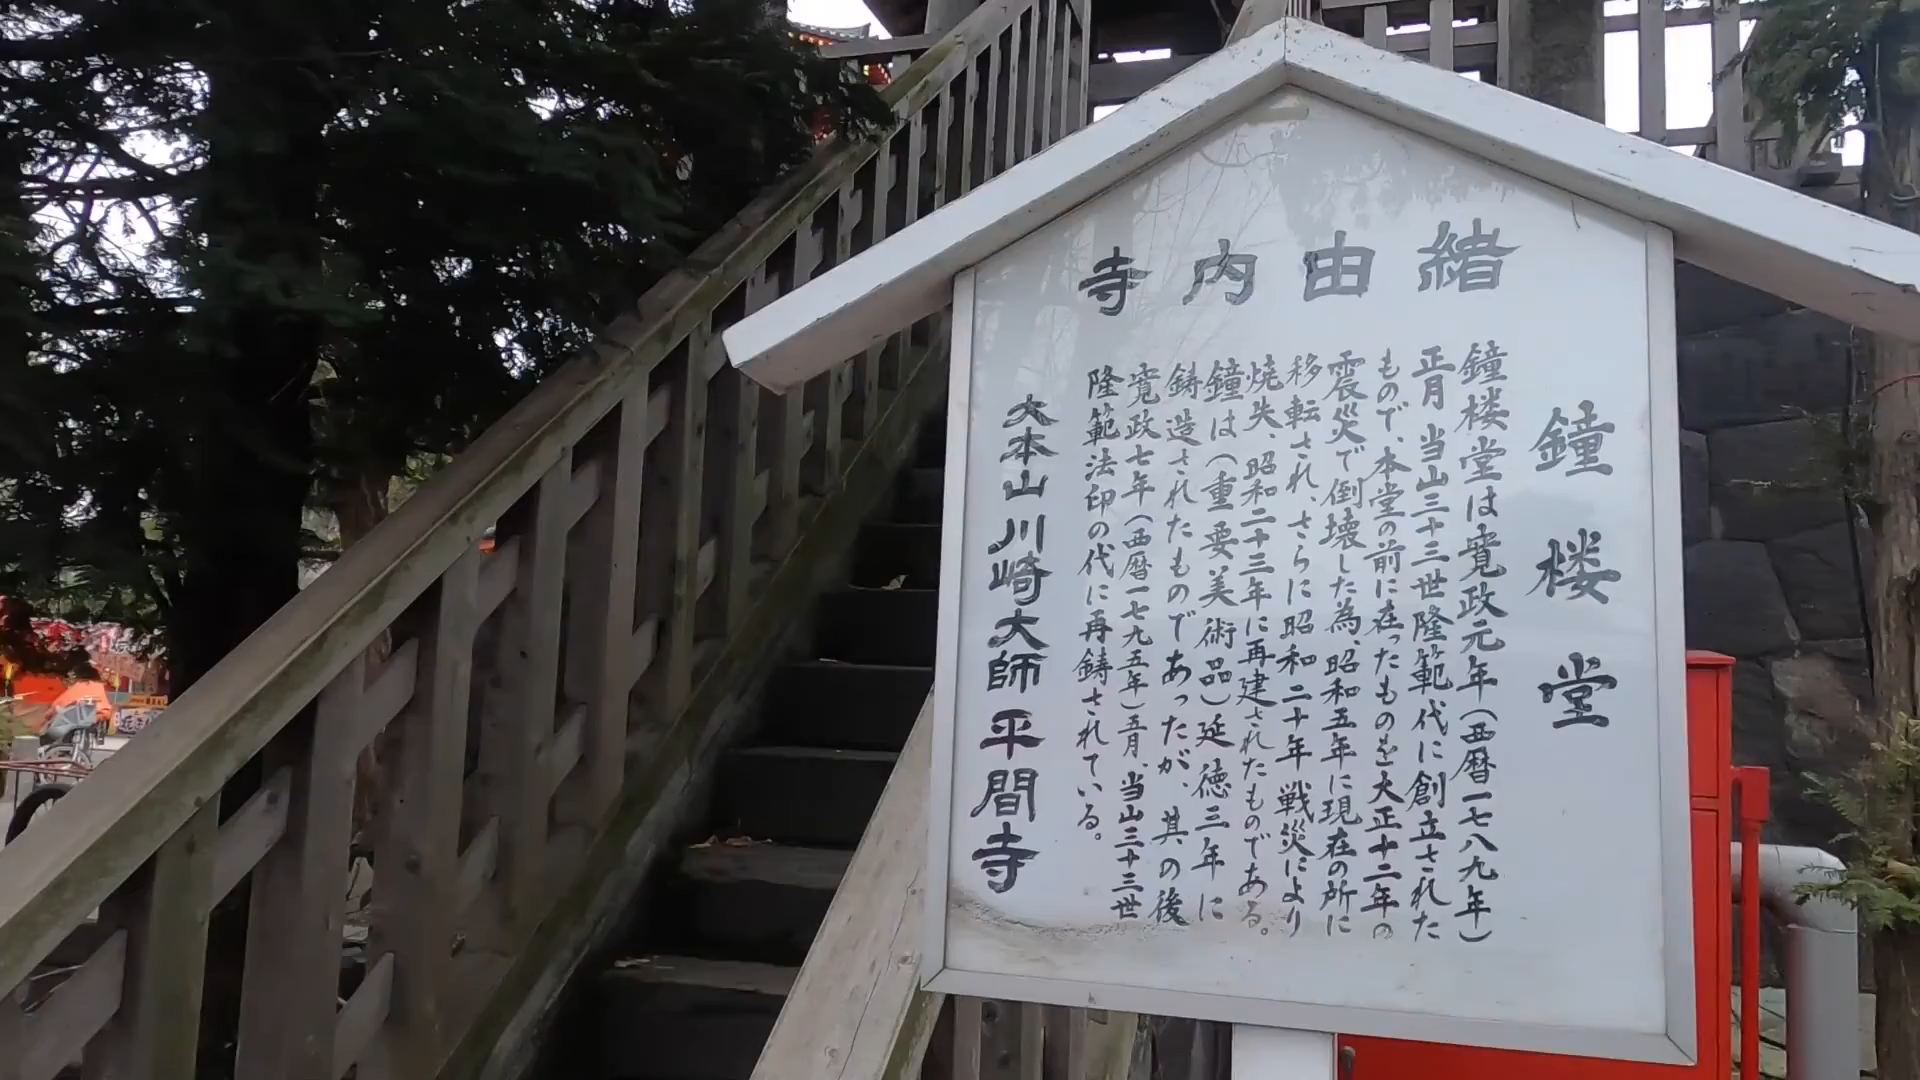 寺内由緒
鐘楼堂
鐘楼堂は寛政元年(西暦一七八九年)
正月 当山三十三世隆範代に創立された
もので、本堂の前に在ったものを大正十二年の
震災で倒壊した為、昭和五年に現在の所に
移転され、さらに昭和二十年 戦災により
焼失、昭和二十三年に再建されたものである。
鐘は(重要美術品)延徳三年に
鋳造されたものであったが、其の後
寛政七年(西暦一七九五年)五月、当山三十三世
隆範法印の代に再鋳されている。
大本山川崎大師平間寺